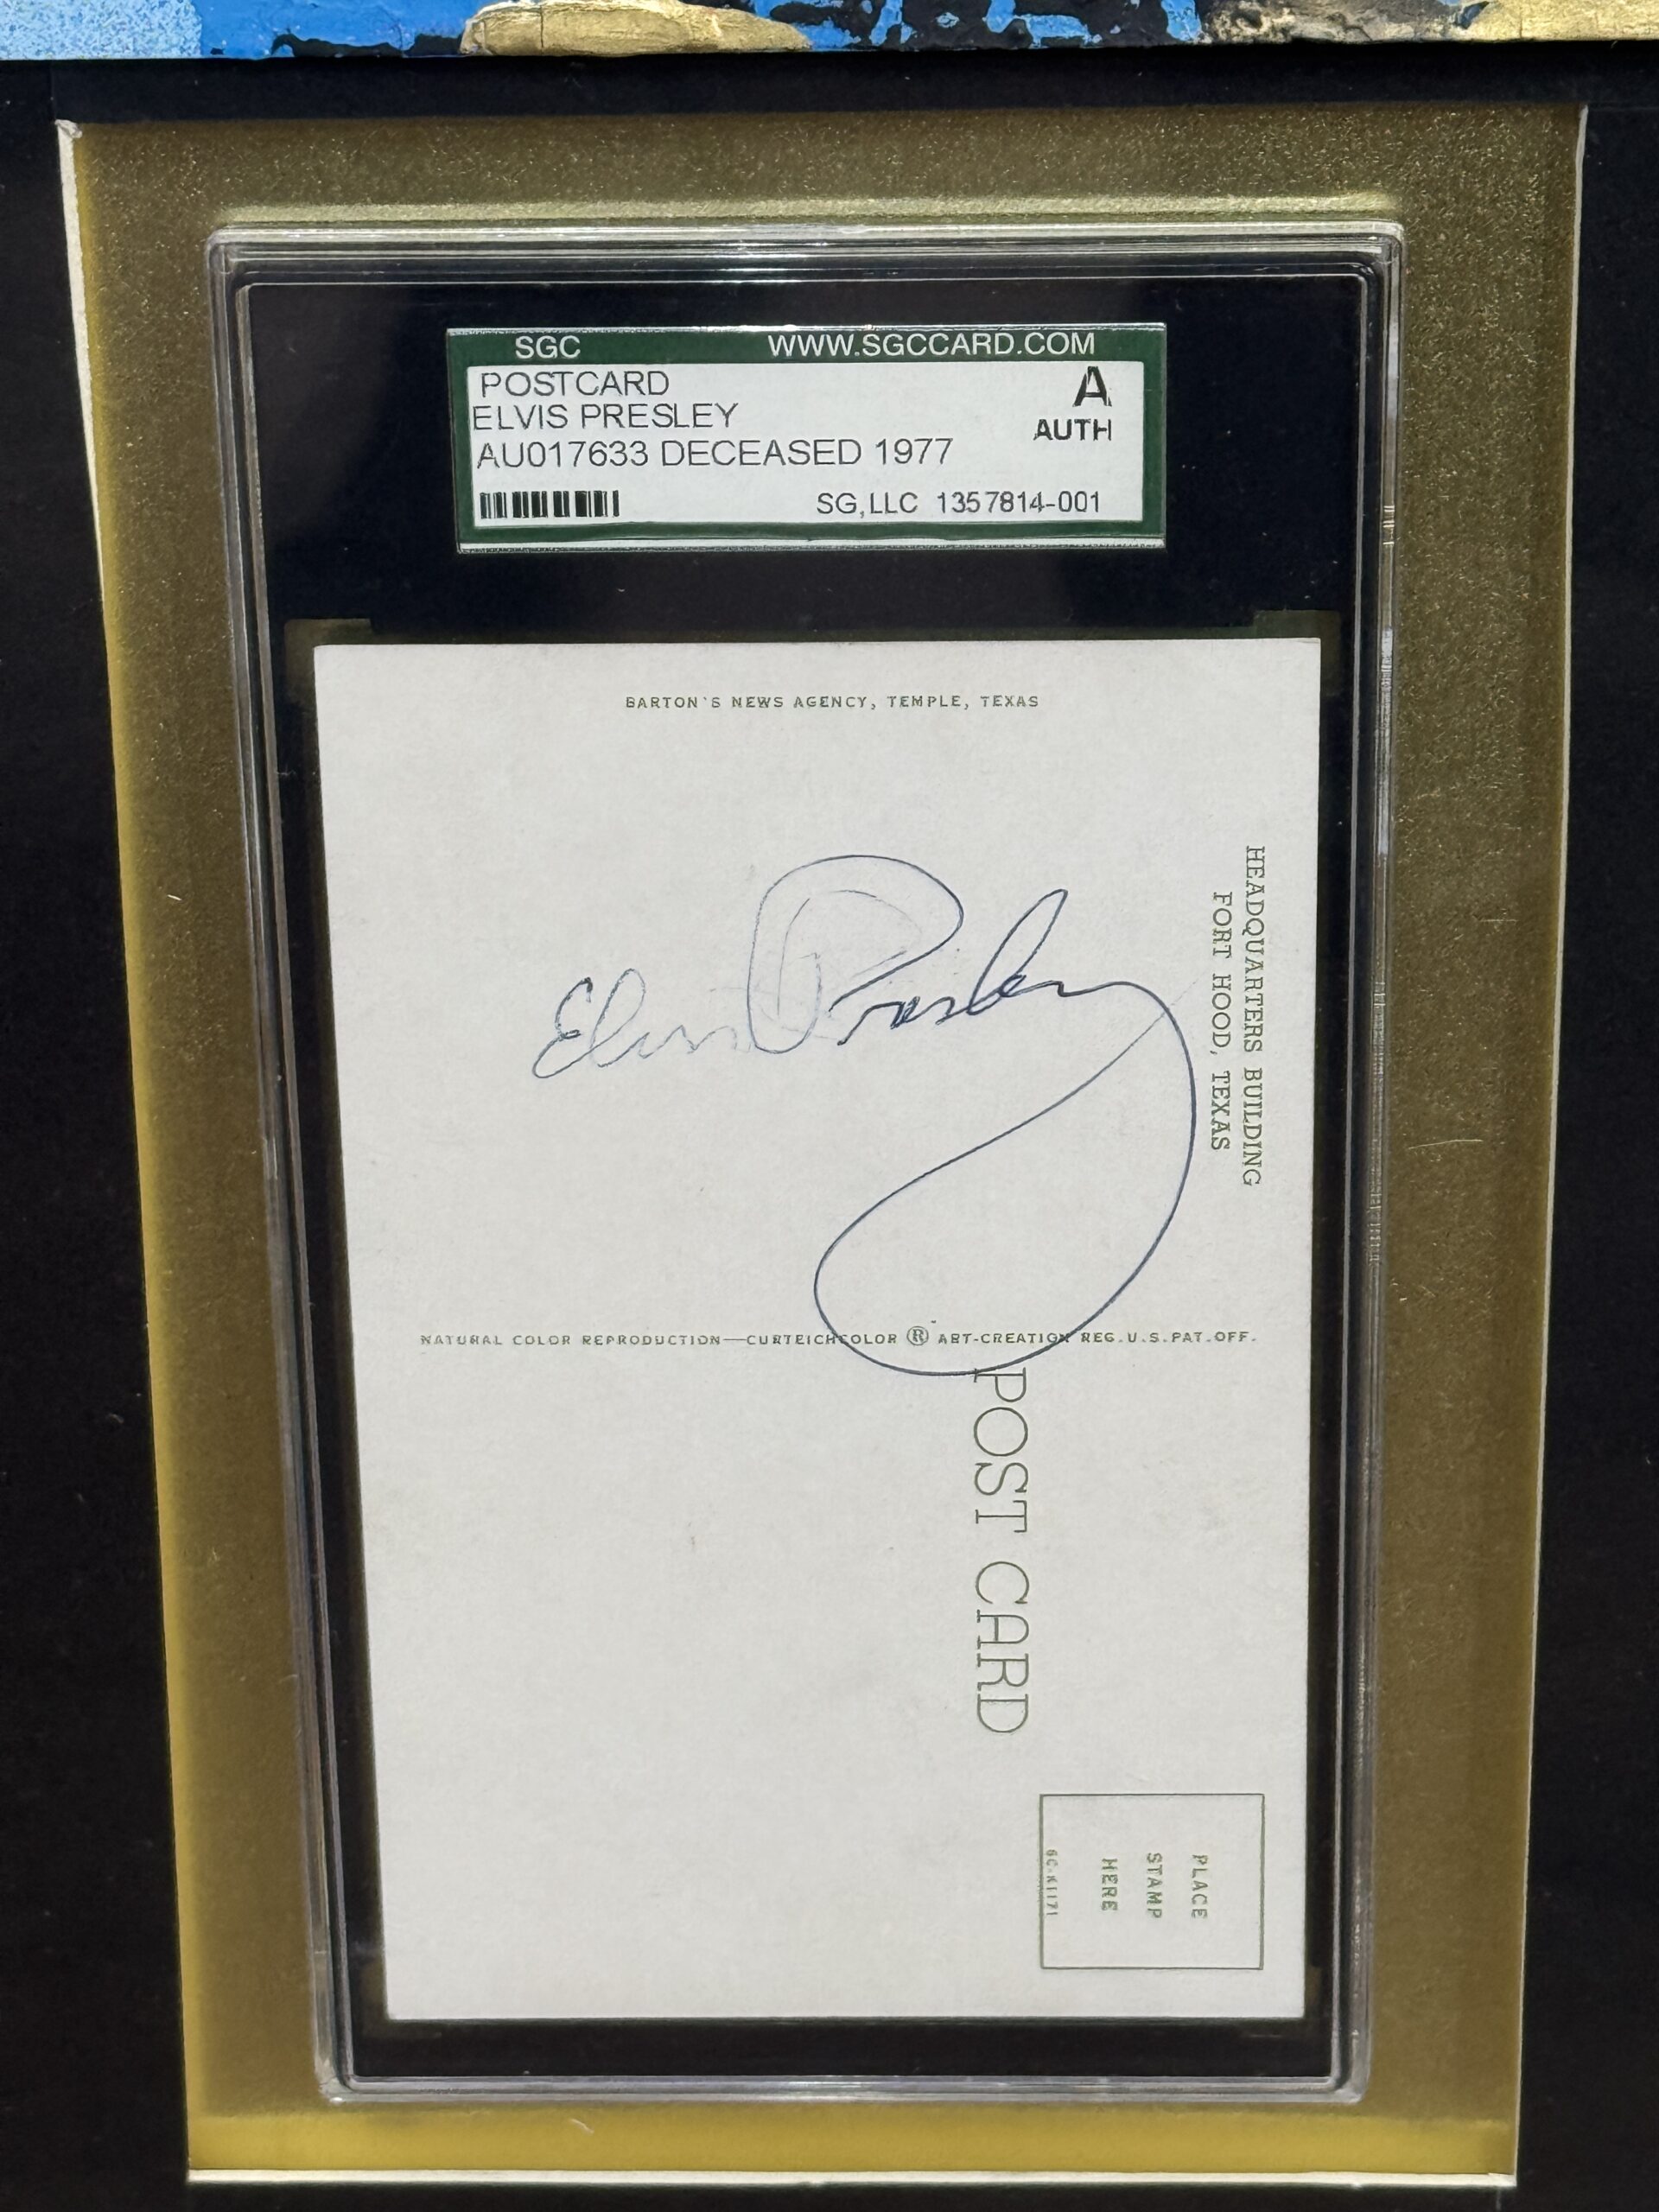 SGC WWW.SGCCARD.COM
POSTCARD A
ELVIS PRESLEY AUTH
AU017633 DECEASED 1977
SG,LLC 1357814-001
BARTON'S NEWS AGENCY, TEMPLE, TEXAS
HEADQUARTERS BUILDING
FORT HOOD, TEXAS
Elvis Presley
NATURAL COLOR REPRODUCTION—CURTEICHCOLOR ® ART-CREATION REG. U.S. PAT. OFF.
POST CARD
PLACE
STAMP
HERE
6C-K1171